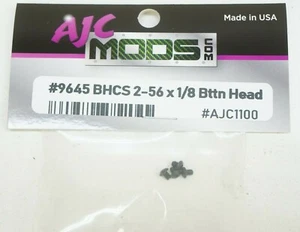 AJC
MODS
.COM
Made in USA
#9645 BHCS 2-56 x 1/8 Bttn Head
#AJC1100